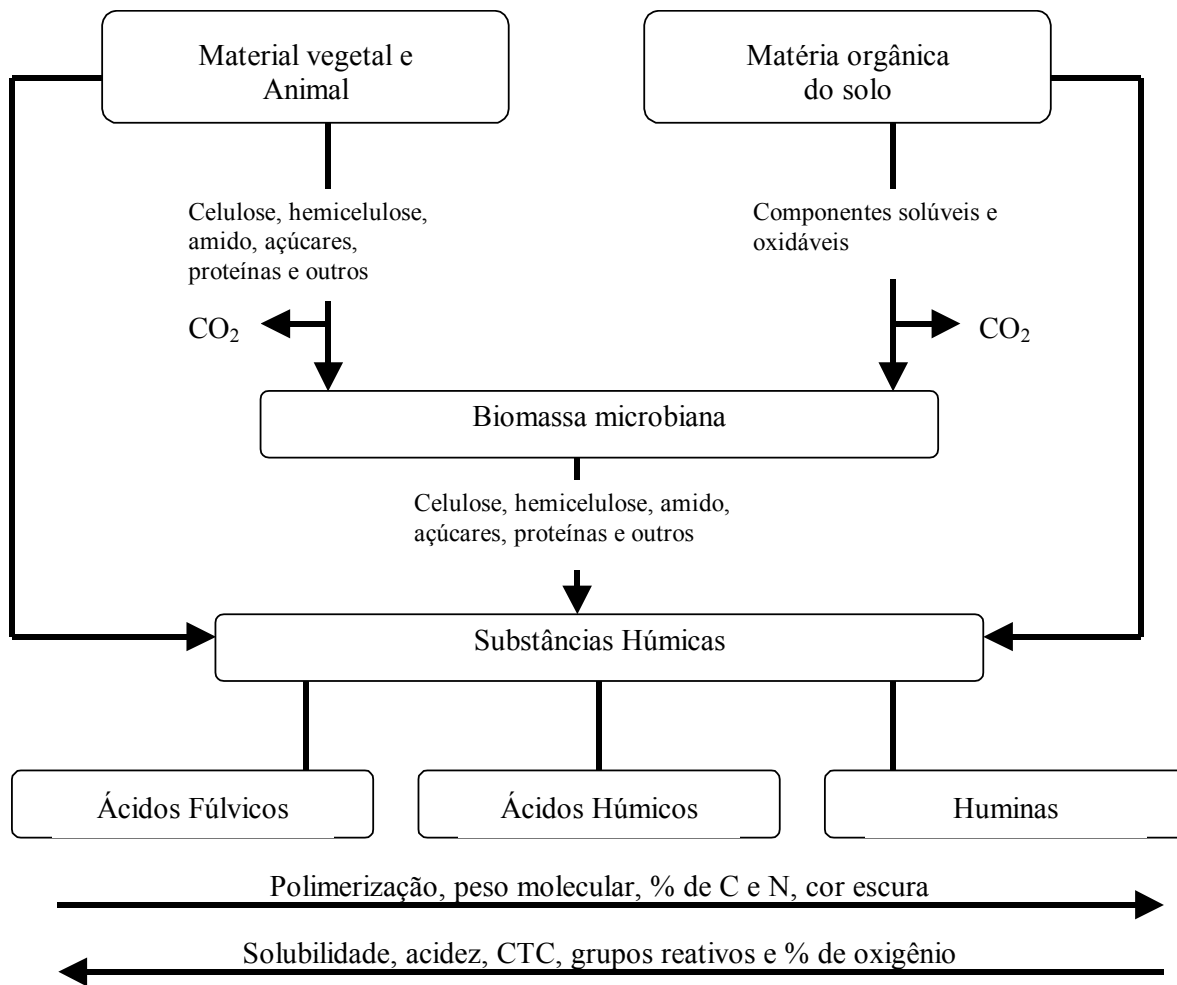 Material vegetal e
Animal
Matéria orgânica
do solo
Celulose, hemicelulose,
amido, açúcares,
proteínas e outros
Componentes solúveis e
oxidáveis
CO₂
CO₂
Biomassa microbiana
Celulose, hemicelulose, amido,
açúcares, proteínas e outros
Substâncias Húmicas
Ácidos Fúlvicos
Ácidos Húmicos
Huminas
Polimerização, peso molecular, % de C e N, cor escura
Solubilidade, acidez, CTC, grupos reativos e % de oxigênio